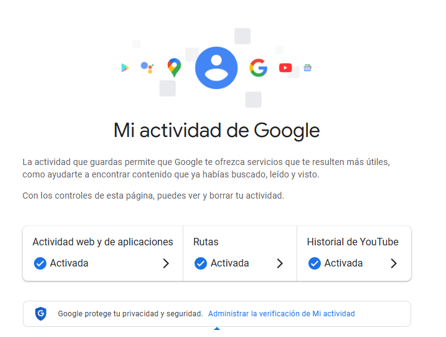 Mi actividad de Google
La actividad que guardas permite que Google te ofrezca servicios que te resulten más útiles,
como ayudarte a encontrar contenido que ya habías buscado, leído y visto.
Con los controles de esta página, puedes ver y borrar tu actividad.
Actividad web y de aplicaciones
Activada
Rutas
Activada
Historial de YouTube
Activada
Google protege tu privacidad y seguridad. Administrar la verificación de Mi actividad